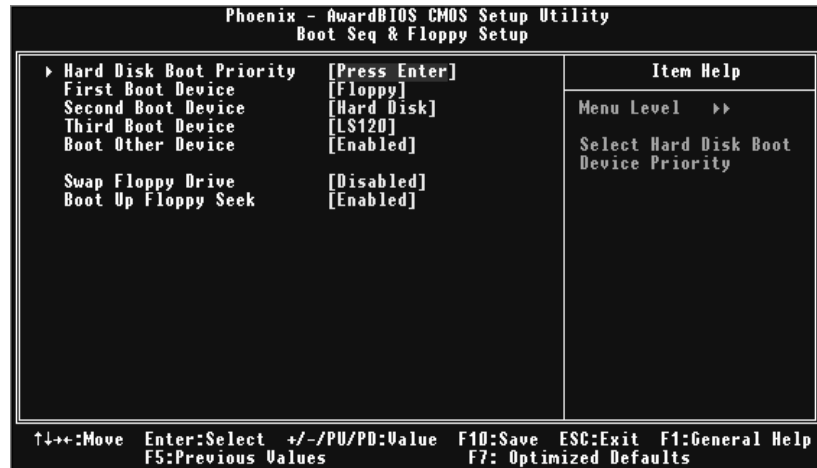 Phoenix - AwardBIOS CMOS Setup Utility
Boot Seq & Floppy Setup
▸ Hard Disk Boot Priority [Press Enter]
First Boot Device [Floppy]
Second Boot Device [Hard Disk]
Third Boot Device [LS120]
Boot Other Device [Enabled]
Swap Floppy Drive [Disabled]
Boot Up Floppy Seek [Enabled]
Item Help
Menu Level ▸▸
Select Hard Disk Boot
Device Priority
↑↓→←:Move Enter:Select +/-/PU/PD:Value F10:Save ESC:Exit F1:General Help
F5:Previous Values F7: Optimized Defaults